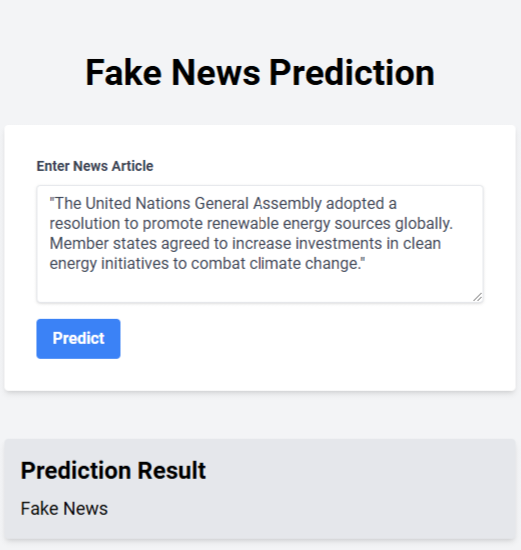 Fake News Prediction
Enter News Article
"The United Nations General Assembly adopted a
resolution to promote renewable energy sources globally.
Member states agreed to increase investments in clean
energy initiatives to combat climate change."
Predict
Prediction Result
Fake News